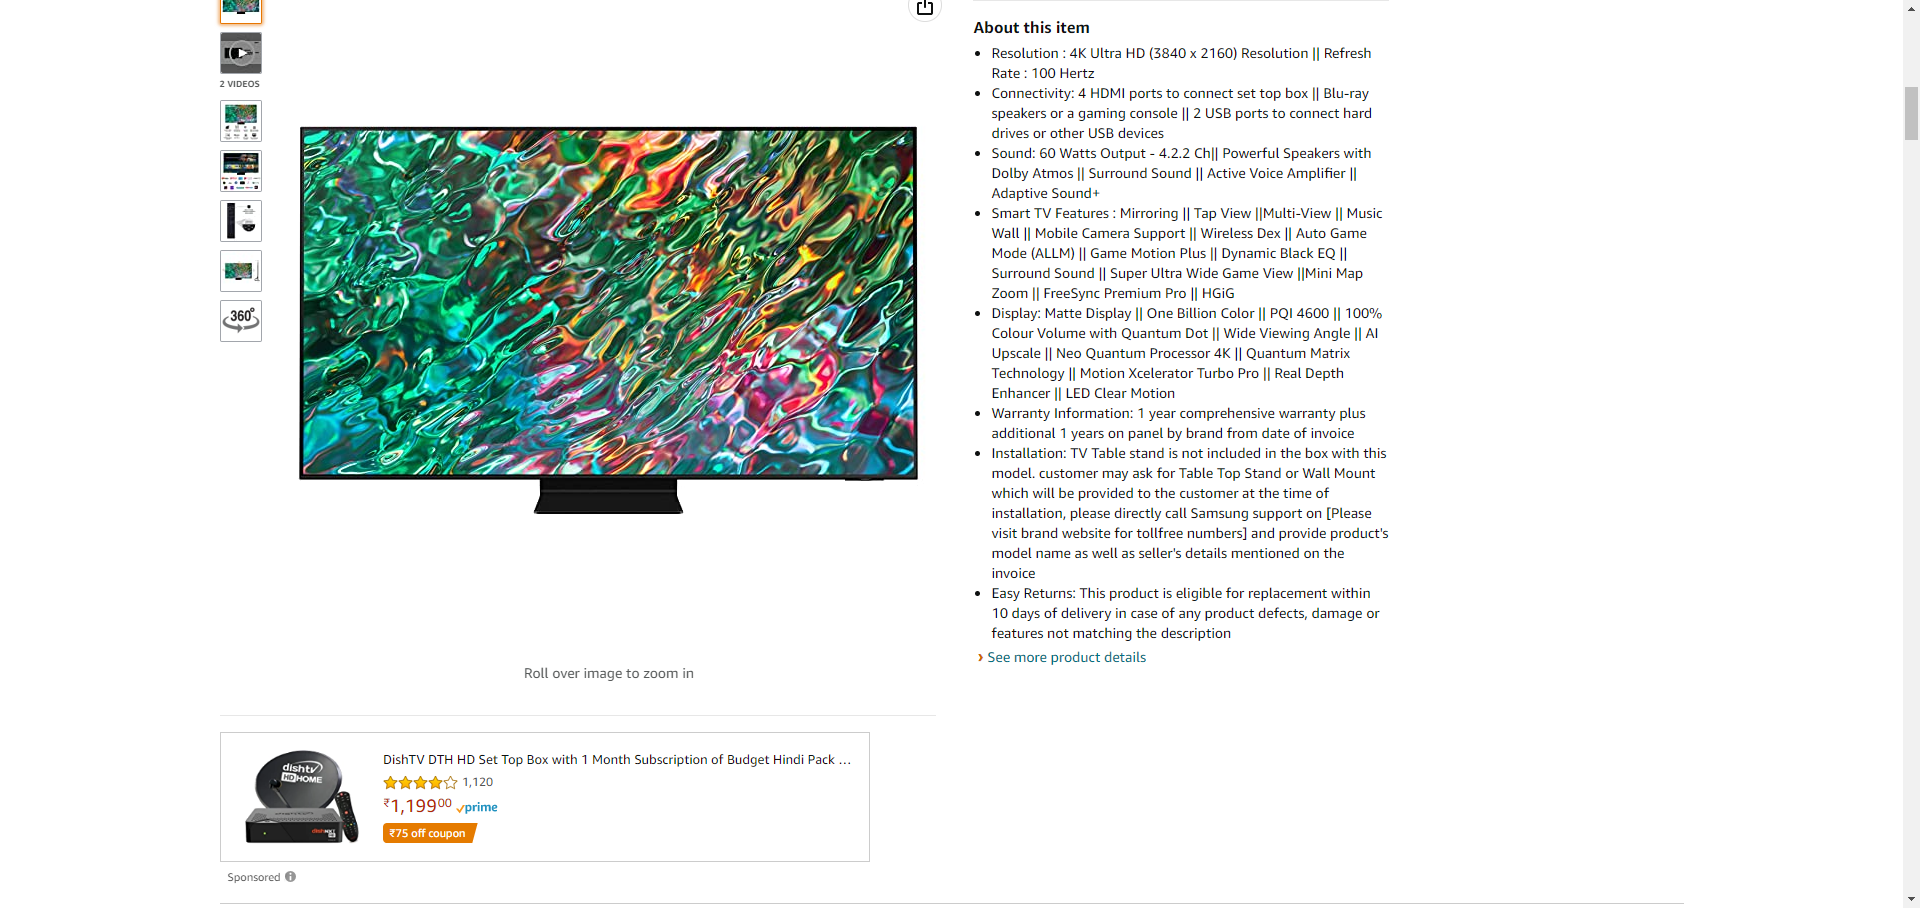 2 VIDEOS
360°
Roll over image to zoom in
About this item
Resolution : 4K Ultra HD (3840 x 2160) Resolution || Refresh
Rate : 100 Hertz
Connectivity: 4 HDMI ports to connect set top box || Blu-ray
speakers or a gaming console || 2 USB ports to connect hard
drives or other USB devices
Sound: 60 Watts Output - 4.2.2 Ch|| Powerful Speakers with
Dolby Atmos || Surround Sound || Active Voice Amplifier ||
Adaptive Sound+
Smart TV Features : Mirroring || Tap View ||Multi-View || Music
Wall || Mobile Camera Support || Wireless Dex || Auto Game
Mode (ALLM) || Game Motion Plus || Dynamic Black EQ ||
Surround Sound || Super Ultra Wide Game View ||Mini Map
Zoom || FreeSync Premium Pro || HGiG
Display: Matte Display || One Billion Color || PQI 4600 || 100%
Colour Volume with Quantum Dot || Wide Viewing Angle || AI
Upscale || Neo Quantum Processor 4K || Quantum Matrix
Technology || Motion Xcelerator Turbo Pro || Real Depth
Enhancer || LED Clear Motion
Warranty Information: 1 year comprehensive warranty plus
additional 1 years on panel by brand from date of invoice
Installation: TV Table stand is not included in the box with this
model. customer may ask for Table Top Stand or Wall Mount
which will be provided to the customer at the time of
installation, please directly call Samsung support on [Please
visit brand website for tollfree numbers] and provide product's
model name as well as seller's details mentioned on the
invoice
Easy Returns: This product is eligible for replacement within
10 days of delivery in case of any product defects, damage or
features not matching the description
› See more product details
dishtv
HD HOME
DishTV DTH HD Set Top Box with 1 Month Subscription of Budget Hindi Pack ...
1,120
₹1,19900 prime
₹75 off coupon
Sponsored